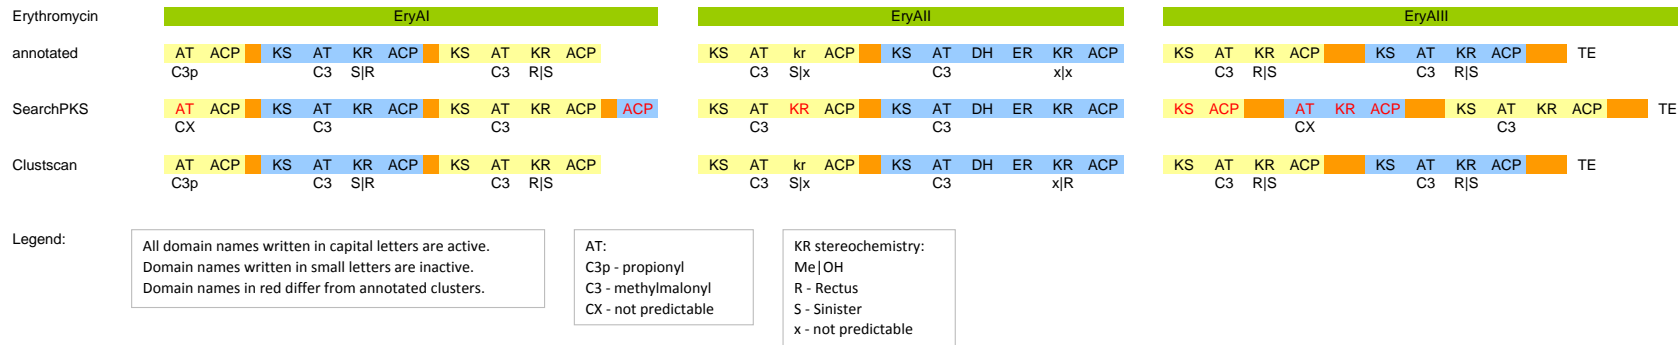 Erythromycin EryAI EryAII EryAIII
annotated AT ACP KS AT KR ACP KS AT KR ACP KS AT kr ACP KS AT DH ER KR ACP KS AT KR ACP KS AT KR ACP TE
C3p C3 S|R C3 R|S C3 S|x C3 x|x C3 R|S C3 R|S
SearchPKS AT ACP KS AT KR ACP KS AT KR ACP ACP KS AT KR ACP KS AT DH ER KR ACP KS ACP AT KR ACP KS AT KR ACP TE
CX C3 C3 C3 C3 CX C3
Clustscan AT ACP KS AT KR ACP KS AT KR ACP KS AT kr ACP KS AT DH ER KR ACP KS AT KR ACP KS AT KR ACP TE
C3p C3 S|R C3 R|S C3 S|x C3 x|R C3 R|S C3 R|S
Legend:
All domain names written in capital letters are active.
Domain names written in small letters are inactive.
Domain names in red differ from annotated clusters.
AT:
C3p - propionyl
C3 - methylmalonyl
CX - not predictable
KR stereochemistry:
Me|OH
R - Rectus
S - Sinister
x - not predictable